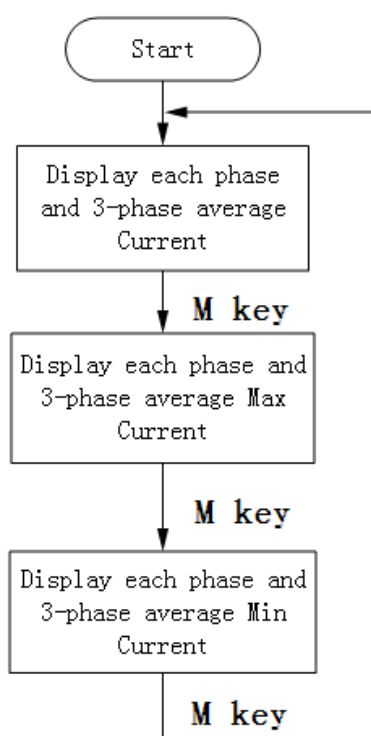 Start
Display each phase
and 3-phase average
Current
M key
Display each phase and
3-phase average Max
Current
M key
Display each phase and
3-phase average Min
Current
M key